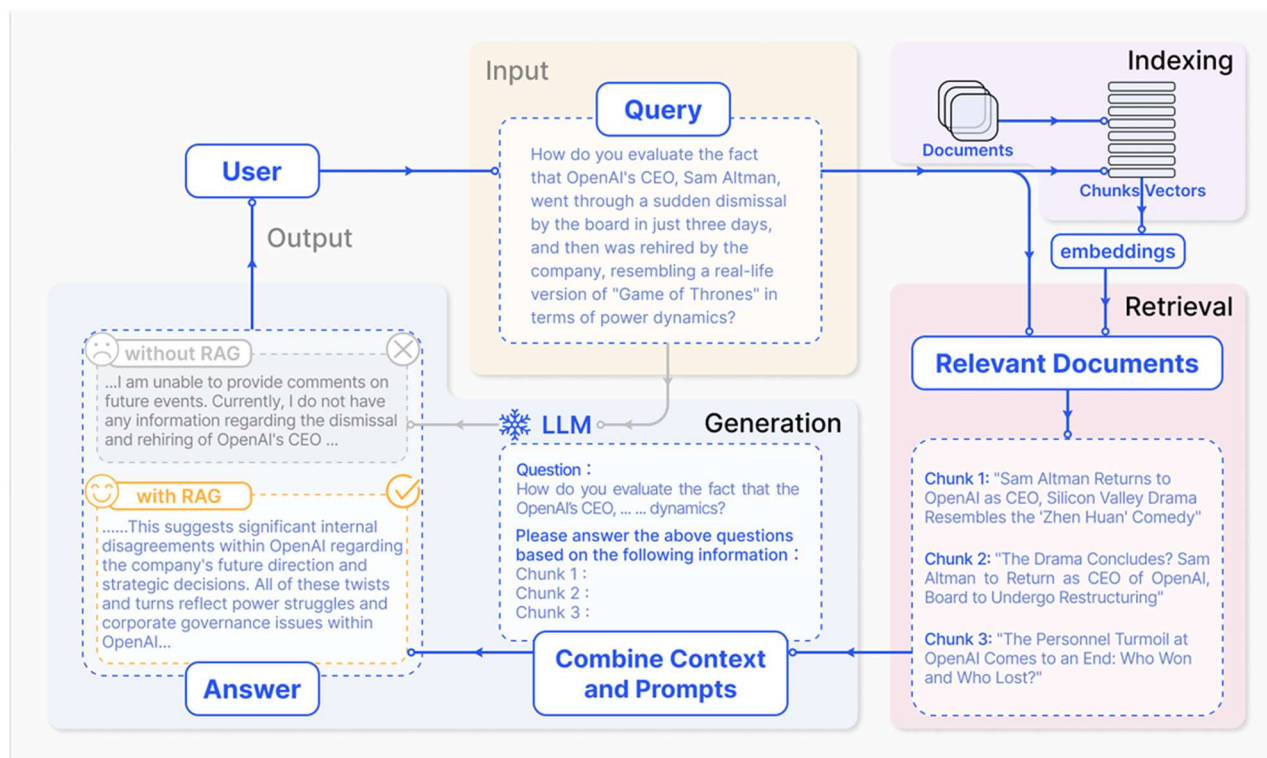 Input
Query
How do you evaluate the fact
that OpenAI's CEO, Sam Altman,
went through a sudden dismissal
by the board in just three days,
and then was rehired by the
company, resembling a real-life
version of "Game of Thrones" in
terms of power dynamics?
Indexing
Documents
Chunks Vectors
embeddings
User
Output
Retrieval
Relevant Documents
Chunk 1: "Sam Altman Returns to
OpenAI as CEO, Silicon Valley Drama
Resembles the 'Zhen Huan' Comedy"
Chunk 2: "The Drama Concludes? Sam
Altman to Return as CEO of OpenAI,
Board to Undergo Restructuring"
Chunk 3: "The Personnel Turmoil at
OpenAI Comes to an End: Who Won
and Who Lost?"
LLM
Generation
Question :
How do you evaluate the fact that the
OpenAI's CEO, ... ... dynamics?
Please answer the above questions
based on the following information :
Chunk 1 :
Chunk 2 :
Chunk 3 :
Combine Context
and Prompts
without RAG
...I am unable to provide comments on
future events. Currently, I do not have
any information regarding the dismissal
and rehiring of OpenAI's CEO ...
with RAG
......This suggests significant internal
disagreements within OpenAI regarding
the company's future direction and
strategic decisions. All of these twists
and turns reflect power struggles and
corporate governance issues within
OpenAI...
Answer